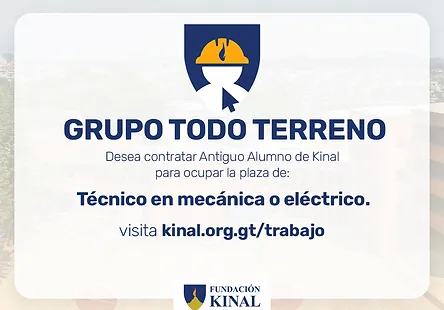 GRUPO TODO TERRENO
Desea contratar Antiguo Alumno de Kinal
para ocupar la plaza de:
Técnico en mecánica o eléctrico.
visita kinal.org.gt/trabajo
FUNDACIÓN
KINAL